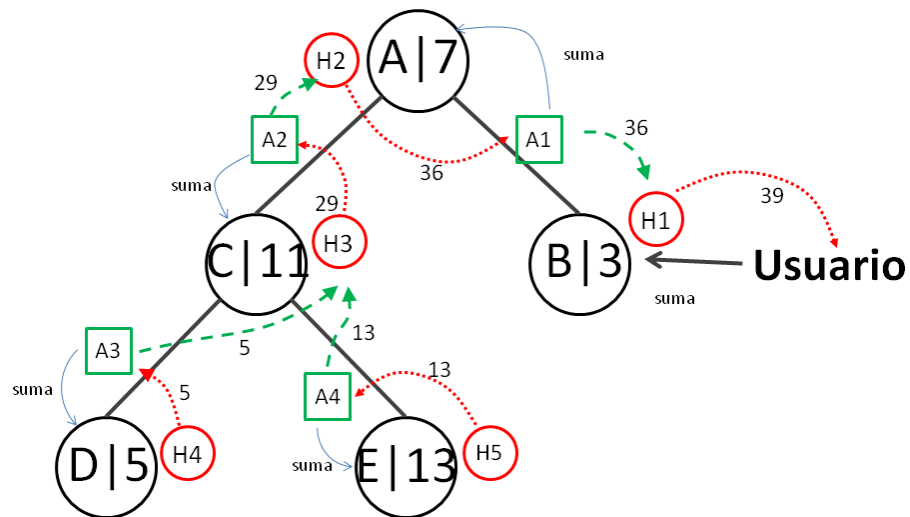 H2
A|7
suma
29
A2
A1
36
36
suma
29
H3
C|11
H1
39
B|3
Usuario
suma
A3
5
13
suma
5
A4
13
D|5
H4
suma
E|13
H5